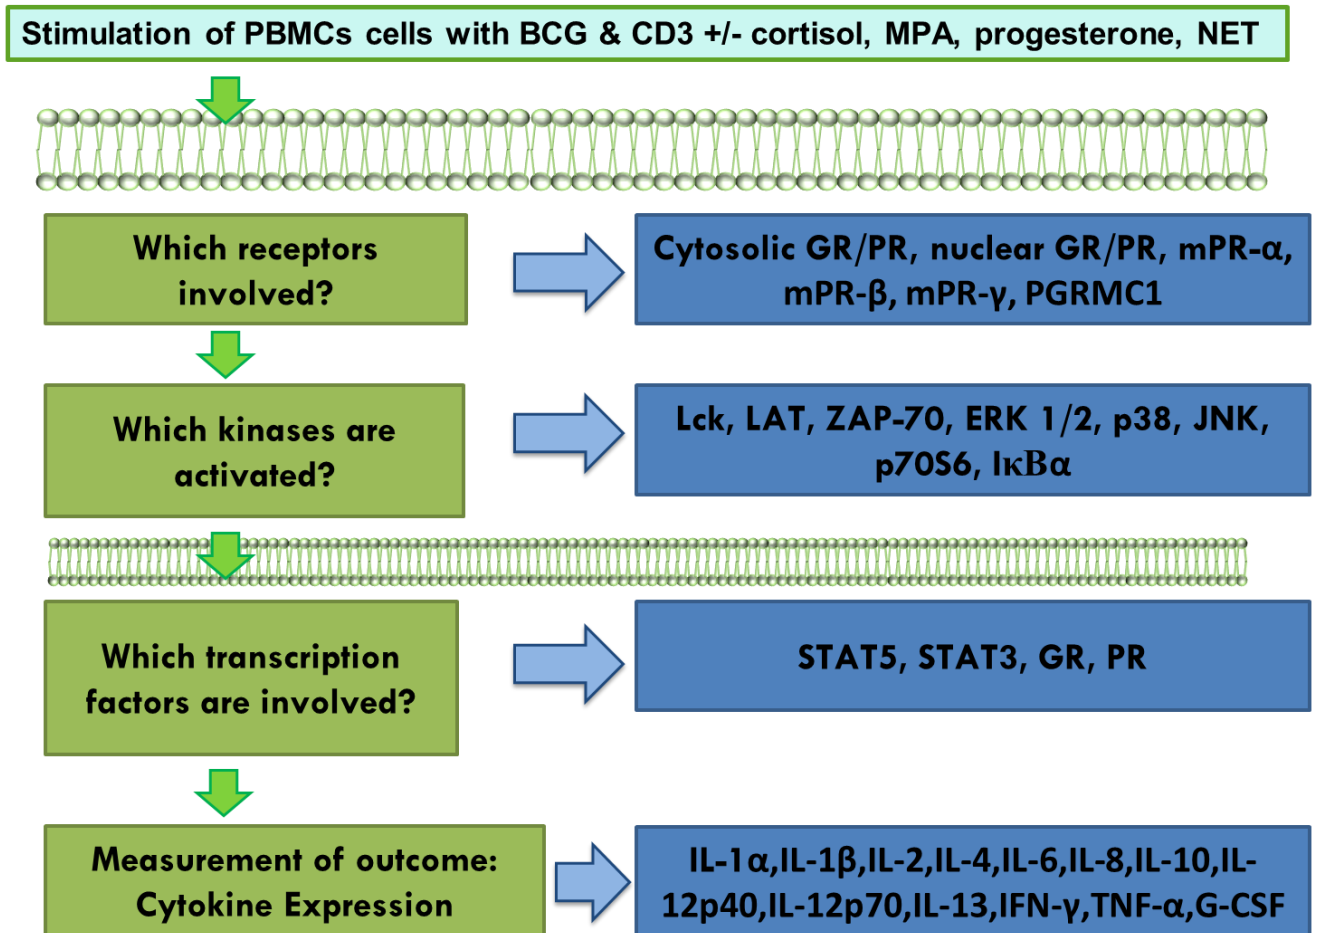 Stimulation of PBMCs cells with BCG & CD3 +/- cortisol, MPA, progesterone, NET
Which receptors
involved?
Cytosolic GR/PR, nuclear GR/PR, mPR-α,
mPR-β, mPR-γ, PGRMC1
Which kinases are
activated?
Lck, LAT, ZAP-70, ERK 1/2, p38, JNK,
p70S6, IκBα
Which transcription
factors are involved?
STAT5, STAT3, GR, PR
Measurement of outcome:
Cytokine Expression
IL-1α,IL-1β,IL-2,IL-4,IL-6,IL-8,IL-10,IL-
12p40,IL-12p70,IL-13,IFN-γ,TNF-α,G-CSF